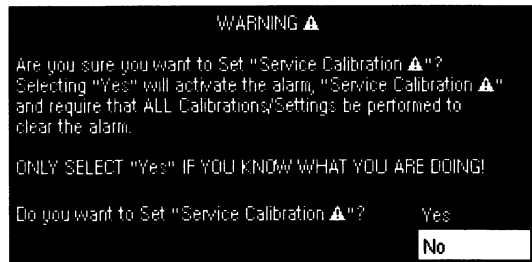 WARNING ⚠
Are you sure you want to Set "Service Calibration ⚠"?
Selecting "Yes" will activate the alarm, "Service Calibration ⚠"
and require that ALL Calibrations/Settings be performed to
clear the alarm.
ONLY SELECT "Yes" IF YOU KNOW WHAT YOU ARE DOING!
Do you want to Set "Service Calibration ⚠"? Yes
No